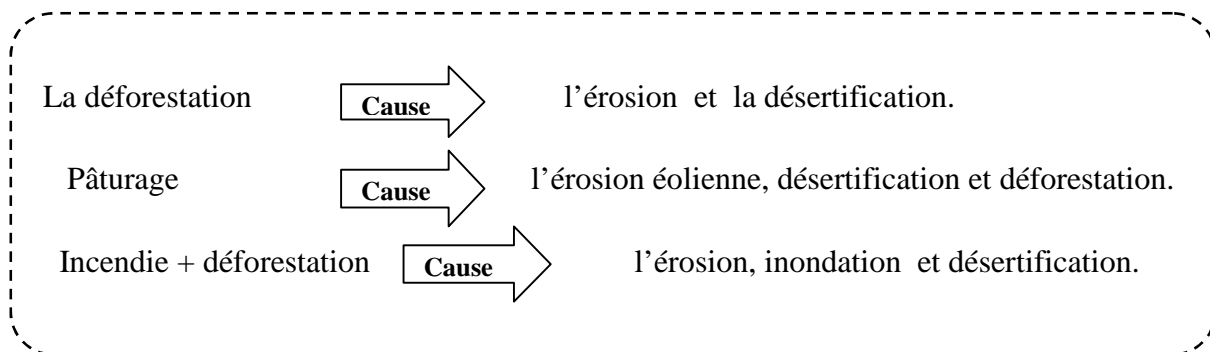 La déforestation Cause l’érosion et la désertification.
Pâturage Cause l’érosion éolienne, désertification et déforestation.
Incendie + déforestation Cause l’érosion, inondation et désertification.